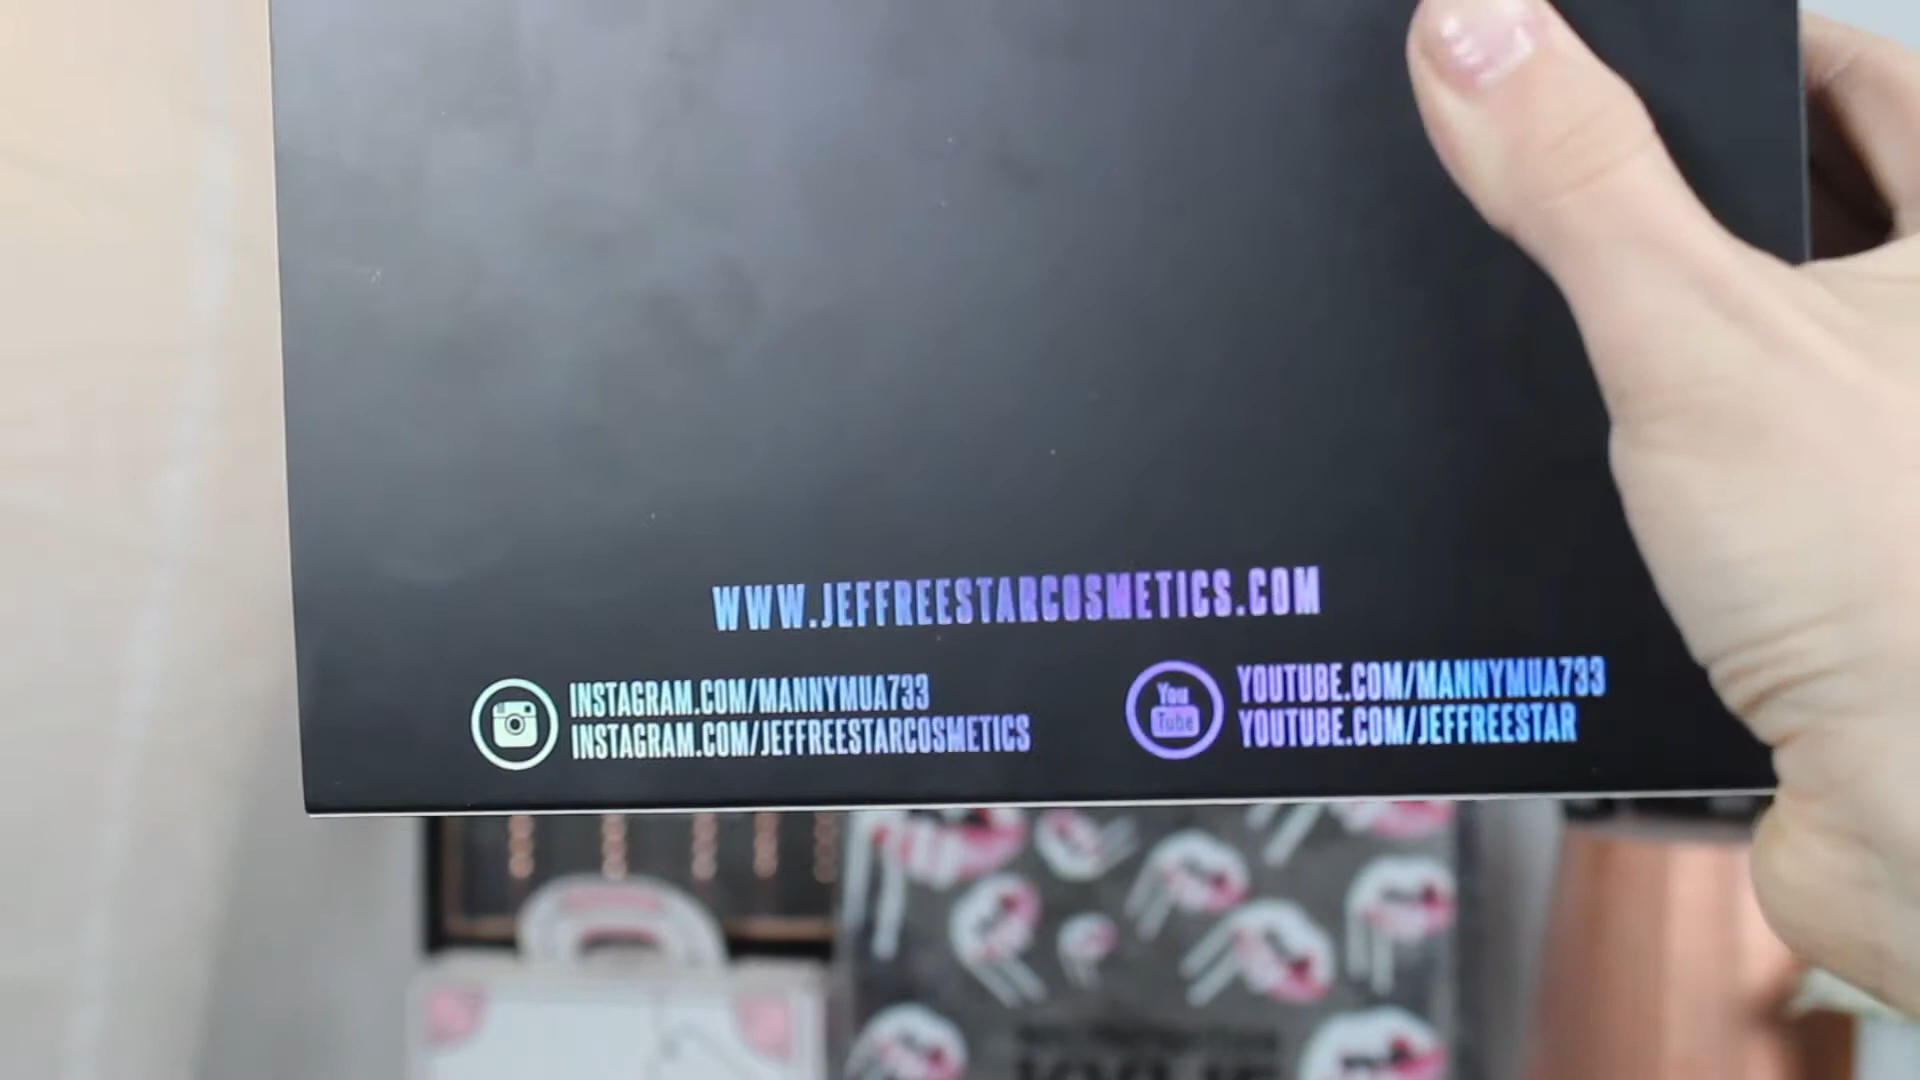 WWW.JEFFREESTARCOSMETICS.COM
INSTAGRAM.COM/MANNYMUA733
INSTAGRAM.COM/JEFFREESTARCOSMETICS
You
Tube
YOUTUBE.COM/MANNYMUA733
YOUTUBE.COM/JEFFREESTAR